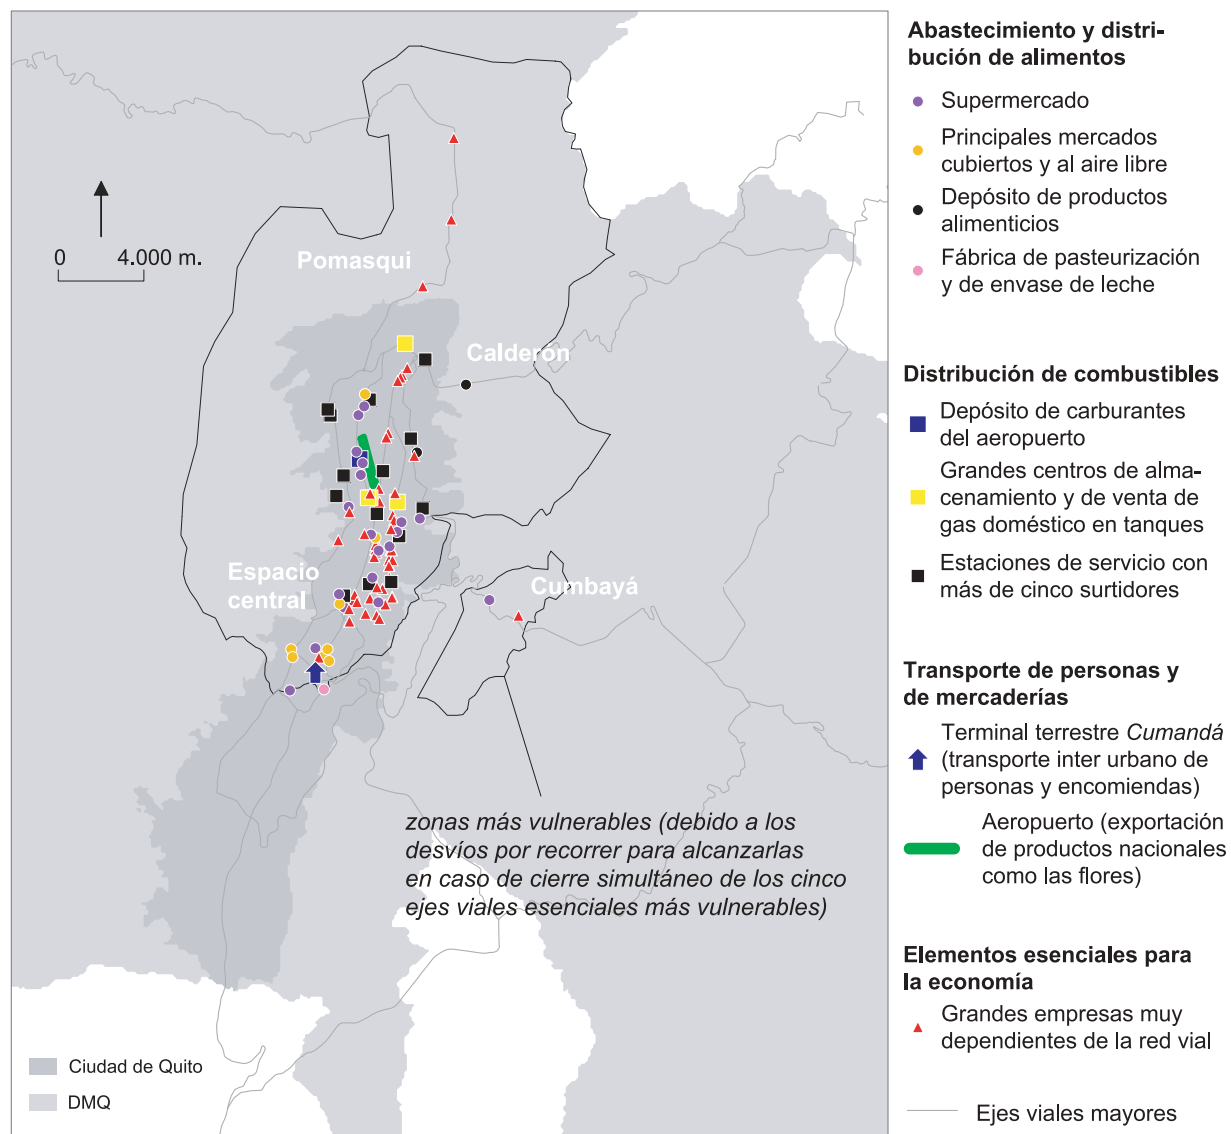 0
4.000 m.
Pomasqui
Calderón
Espacio
central
Cumbayá
zonas más vulnerables (debido a los
desvíos por recorrer para alcanzarlas
en caso de cierre simultáneo de los cinco
ejes viales esenciales más vulnerables)
Ciudad de Quito
DMQ
Abastecimiento y distri-
bución de alimentos
Supermercado
Principales mercados
cubiertos y al aire libre
Depósito de productos
alimenticios
Fábrica de pasteurización
y de envase de leche
Distribución de combustibles
Depósito de carburantes
del aeropuerto
Grandes centros de alma-
cenamiento y de venta de
gas doméstico en tanques
Estaciones de servicio con
más de cinco surtidores
Transporte de personas y
de mercaderías
Terminal terrestre Cumandá
(transporte inter urbano de
personas y encomiendas)
Aeropuerto (exportación
de productos nacionales
como las flores)
Elementos esenciales para
la economía
Grandes empresas muy
dependientes de la red vial
Ejes viales mayores